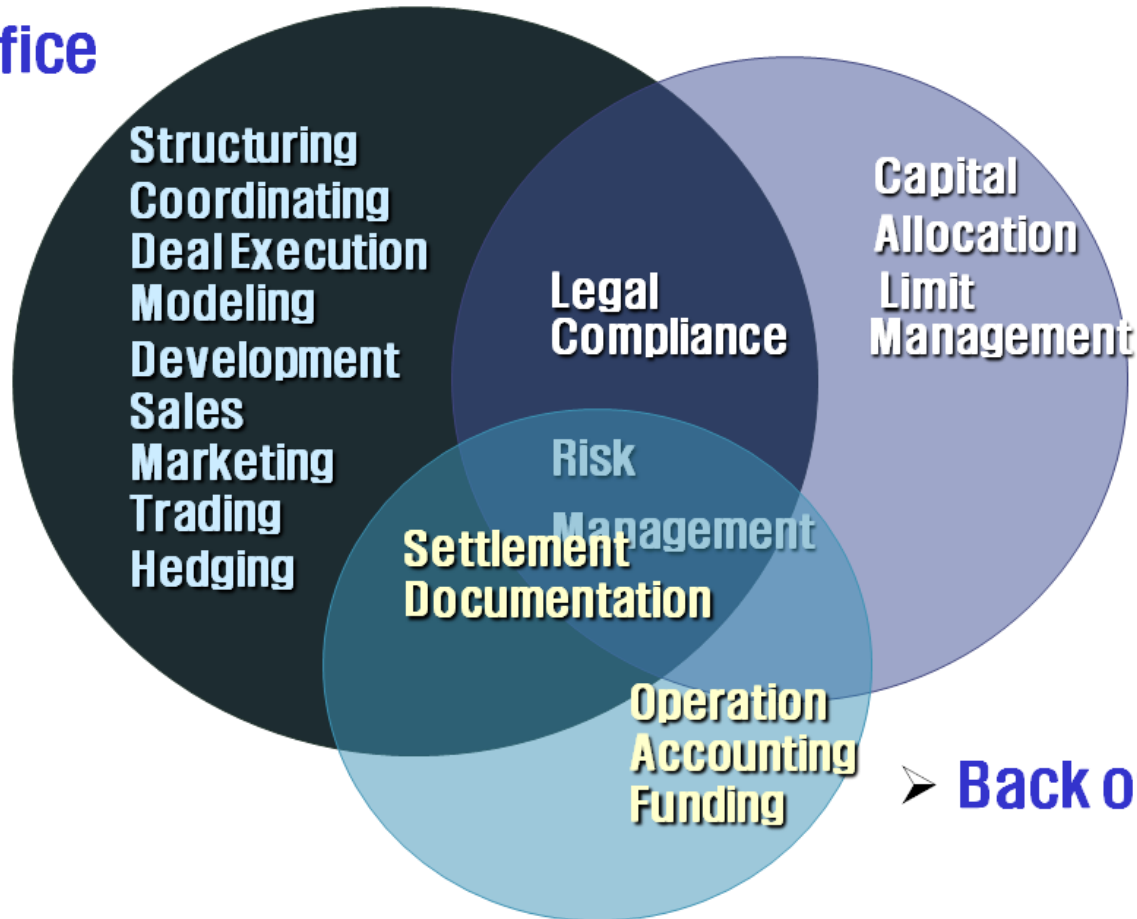 fice
Structuring
Coordinating
Deal Execution
Modeling
Development
Sales
Marketing
Trading
Hedging
Legal
Compliance
Capital
Allocation
Limit
Management
Risk
Management
Settlement
Documentation
Operation
Accounting
Funding
➢ Back o